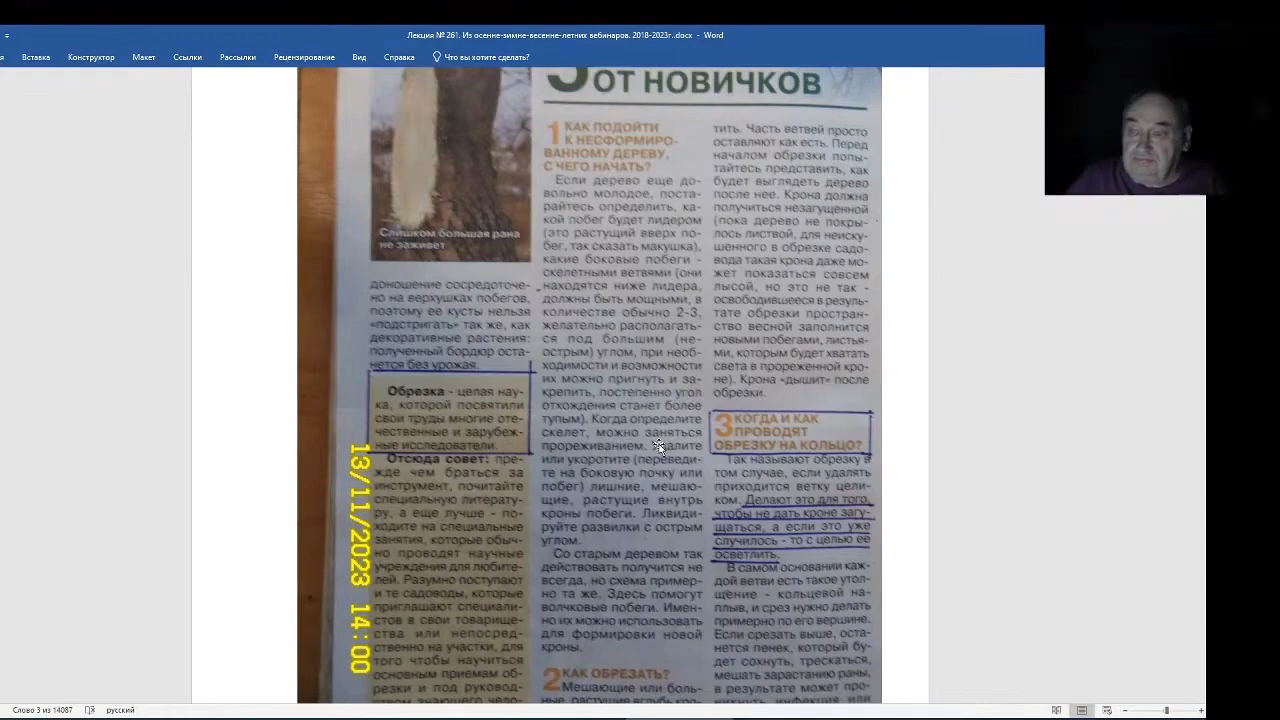 Лекция № 261. Из осенне-зимне-весенне-летних вебинаров. 2018-2023г..docx - Word
Вставка
Конструктор
Макет
Ссылки
Рассылки
Рецензирование
Вид
Справка
Что вы хотите сделать?
ОТ НОВИЧКОВ
Слишком большая рана
не заживет
доношение сосредоточе-
но на верхушках побегов,
поэтому ее кусты нельзя
«подстригать» так же, как
декоративные растения:
полученный бордюр оста-
нется без урожая.
Обрезка - целая нау-
ка, которой посвятили
свои труды многие оте-
чественные и зарубеж-
ные исследователи.
Отсюда совет: пре-
жде чем браться за
инструмент, почитайте
специальную литерату-
ру, а еще лучше - по-
ходите на специальные
занятия, которые обыч-
но проводят научные
учреждения для любите-
лей. Разумно поступают
и те садоводы, которые
приглашают специали-
стов в свои товарище-
ства или непосред-
ственно на участки, для
того чтобы научиться
основным приемам об-
резки и под руковод-
ством знающего чело-
1 КАК ПОДОЙТИ
К НЕСФОРМИРО-
ВАННОМУ ДЕРЕВУ,
С ЧЕГО НАЧАТЬ?
Если дерево еще до-
вольно молодое, поста-
райтесь определить, ка-
кой побег будет лидером
(это растущий вверх по-
бег, так сказать макушка),
какие боковые побеги -
скелетными ветвями (они
находятся ниже лидера,
должны быть мощными, в
количестве обычно 2-3,
желательно располагать-
ся под большим (не-
острым) углом, при необ-
ходимости и возможности
их можно пригнуть и за-
крепить, постепенно угол
отхождения станет более
тупым). Когда определите
скелет, можно заняться
прореживанием. Удалите
или укоротите (переведи-
те на боковую почку или
побег) лишние, мешаю-
щие, растущие внутрь
кроны побеги. Ликвиди-
руйте развилки с острым
углом.
Со старым деревом так
действовать получится не
всегда, но схема пример-
но та же. Здесь помогут
волчковые побеги. Имен-
но их можно использовать
для формировки новой
кроны.
2 КАК ОБРЕЗАТЬ?
Мешающие или боль-
ные, растущие вглубь кро-
тить. Часть ветвей просто
оставляют как есть. Перед
началом обрезки попы-
тайтесь представить, как
будет выглядеть дерево
после нее. Крона должна
получиться незагущенной
(пока дерево не покры-
лось листвой, для неиску-
шенного в обрезке садо-
вода такая крона даже мо-
жет показаться совсем
лысой, но это не так -
освободившееся в резуль-
тате обрезки простран-
ство весной заполнится
новыми побегами, листья-
ми, которым будет хватать
света в прореженной кро-
не). Крона «дышит» после
обрезки.
3 КОГДА И КАК
ПРОВОДЯТ
ОБРЕЗКУ НА КОЛЬЦО?
Так называют обрезку в
том случае, если удалять
приходится ветку цели-
ком. Делают это для того,
чтобы не дать кроне загу-
щаться, а если это уже
случилось - то с целью ее
осветлить.
В самом основании каж-
дой ветви есть такое утол-
щение - кольцевой на-
плыв, и срез нужно делать
примерно по его вершине.
Если срезать выше, оста-
нется пенек, который бу-
дет сохнуть, трескаться,
мешать зарастанию раны,
в результате может про-
никнуть инфекция или
13/11/2023 14:00
Слово 3 из 14087
русский